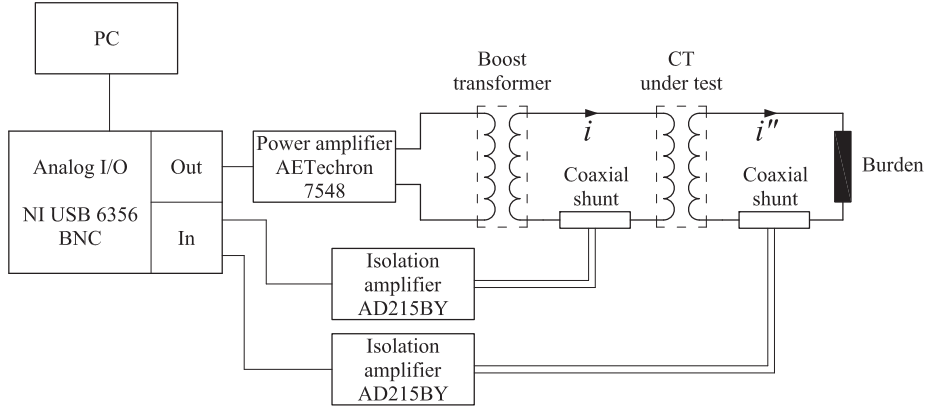 PC
Boost
transformer
CT
under test
Analog I/O
NI USB 6356
BNC
Out
In
Power amplifier
AETechron
7548
i
i″
Coaxial
shunt
Coaxial
shunt
Burden
Isolation
amplifier
AD215BY
Isolation
amplifier
AD215BY